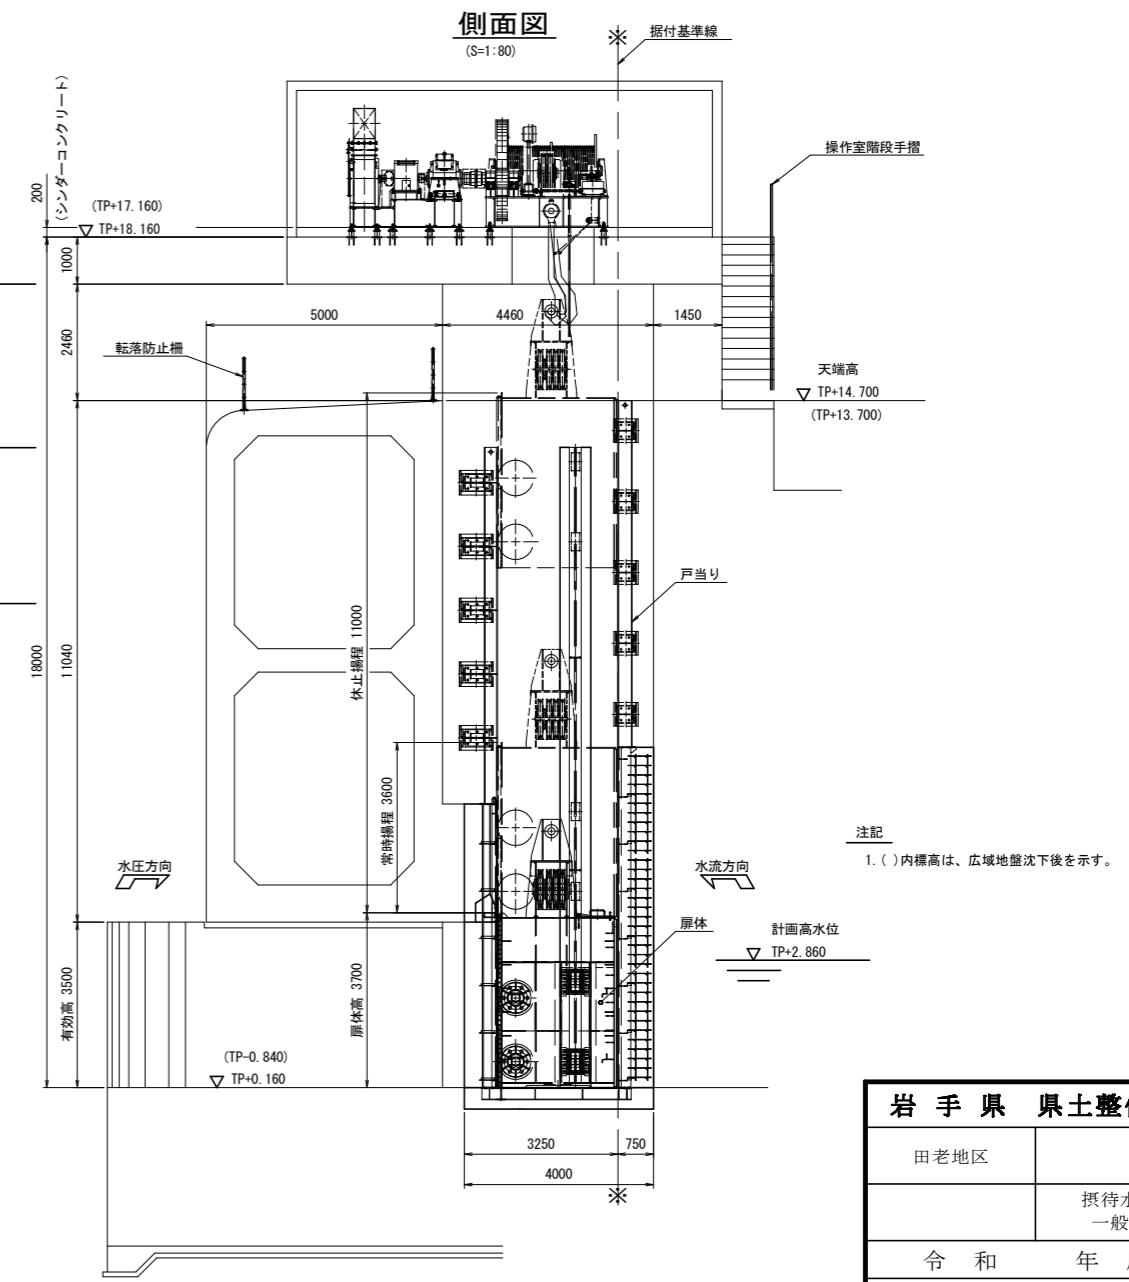 側面図
(S=1:80)
※
据付基準線
操作室階段手摺
200
(シンダーコンクリート)
(TP+17.160)
TP+18.160
1000
2460
5000
4460
1450
転落防止柵
天端高
TP+14.700
(TP+13.700)
戸当り
18000
11040
休止揚程 11000
常時揚程 3600
注記
1. ( )内標高は、広域地盤沈下後を示す。
水圧方向
水流方向
扉体
計画高水位
TP+2.860
有効高 3500
扉体高 3700
(TP-0.840)
TP+0.160
3250
750
4000
※
岩手県 県土整
田老地区
摂待水
一般
令和 年